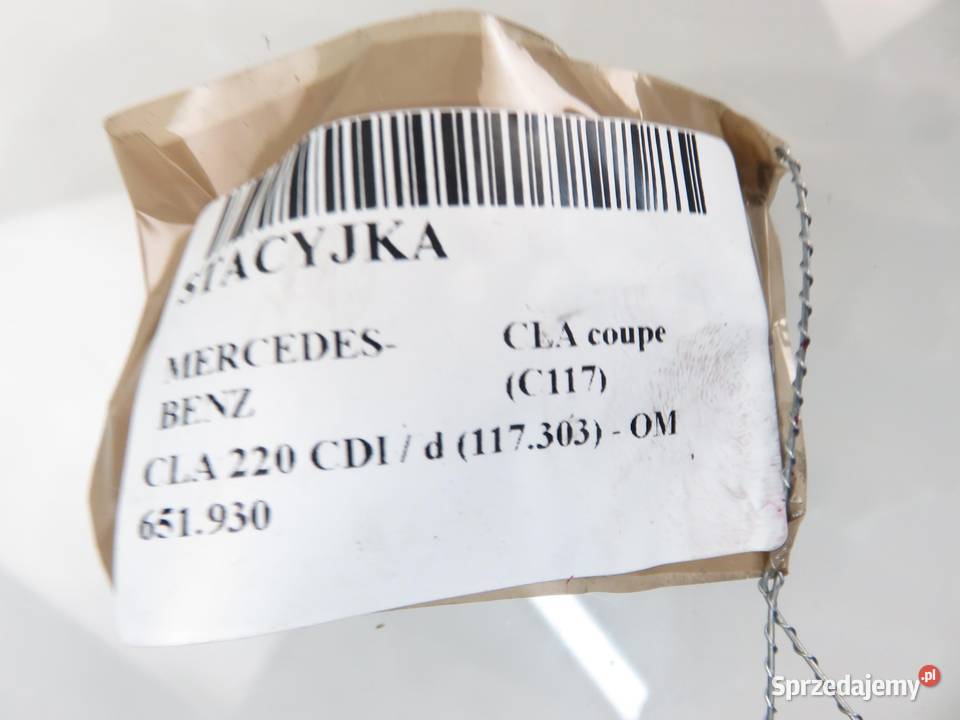 STACYJKA
MERCEDES-
BENZ
CLA coupe
(C117)
CLA 220 CDI / d (117.303) - OM
651.930
Sprzedajemy.pl